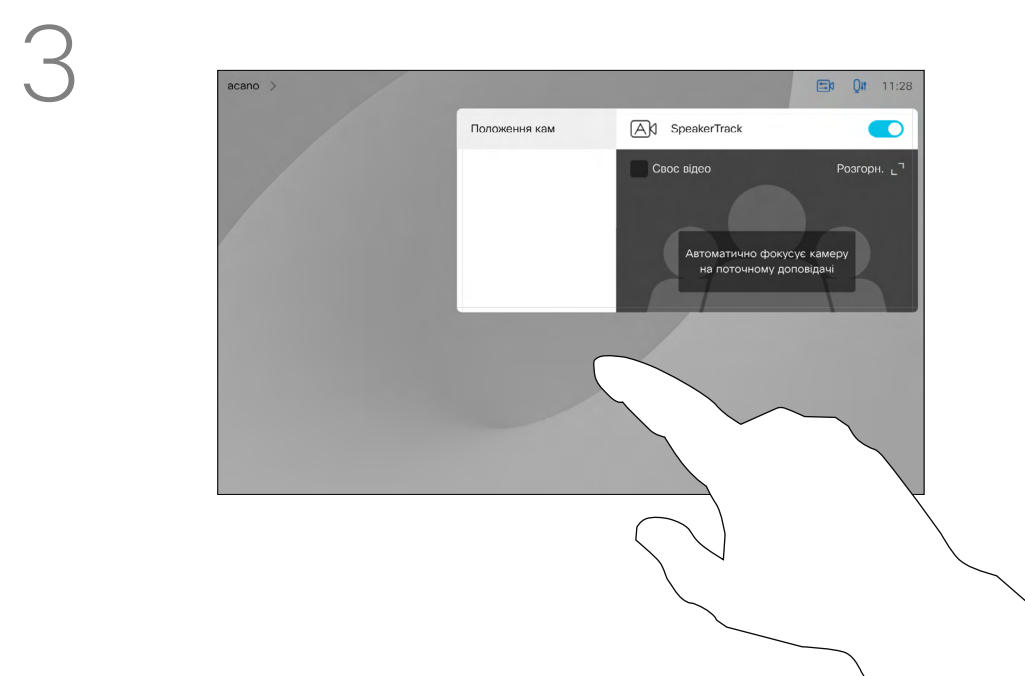 3
acano >
11:28
Положення кам
SpeakerTrack
Своє відео
Розгорн.
Автоматично фокусує камеру
на поточному доповідачі